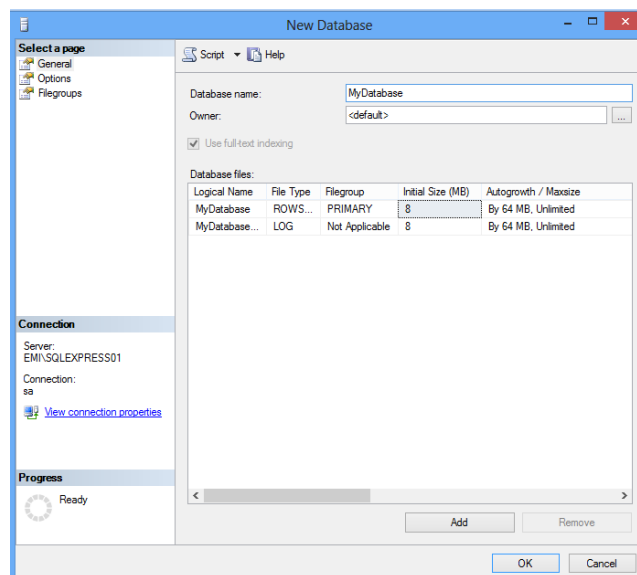 New Database
Select a page
General
Options
Filegroups
Script Help
Database name: MyDatabase
Owner: <default> ...
Use full-text indexing
Database files:
Logical Name File Type Filegroup Initial Size (MB) Autogrowth / Maxsize
MyDatabase ROWS... PRIMARY 8 By 64 MB, Unlimited
MyDatabase... LOG Not Applicable 8 By 64 MB, Unlimited
Connection
Server:
EMI\SQLEXPRESS01
Connection:
sa
View connection properties
Progress
Ready
Add Remove
OK Cancel